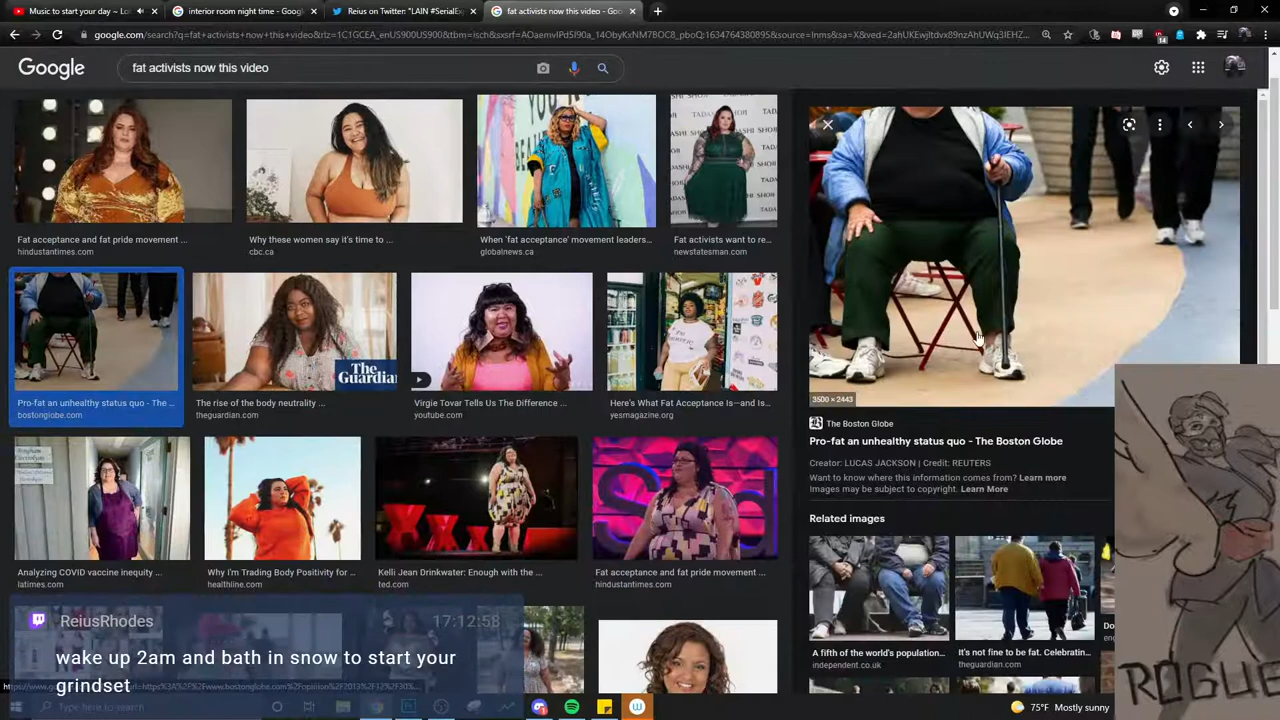 Music to start your day ~ Lo
interior room night time - Google
Reius on Twitter: "LAIN #SerialExp
fat activists now this video - Goo
Google
fat activists now this video
Fat acceptance and fat pride movement ...
hindustantimes.com
Why these women say it's time to ...
cbc.ca
When 'fat acceptance' movement leaders...
globalnews.ca
Fat activists want to re...
newstatesman.com
Pro-fat an unhealthy status quo - The ...
bostonglobe.com
The Guardian
The rise of the body neutrality ...
theguardian.com
Virgie Tovar Tells Us The Difference ...
youtube.com
Here's What Fat Acceptance Is—and Is...
yesmagazine.org
Analyzing COVID vaccine inequity ...
latimes.com
Why I'm Trading Body Positivity for ...
healthline.com
Kelli Jean Drinkwater: Enough with the ...
ted.com
Fat acceptance and fat pride movement ...
hindustantimes.com
3500 × 2443
The Boston Globe
Pro-fat an unhealthy status quo - The Boston Globe
Creator: LUCAS JACKSON | Credit: REUTERS
Want to know where this information comes from? Learn more
Images may be subject to copyright. Learn More
Related images
A fifth of the world's population...
independent.co.uk
It's not fine to be fat. Celebratin...
theguardian.com
ReiusRhodes
17:12:58
wake up 2am and bath in snow to start your
grindset
Type here to search
75°F Mostly sunny
ROGUE